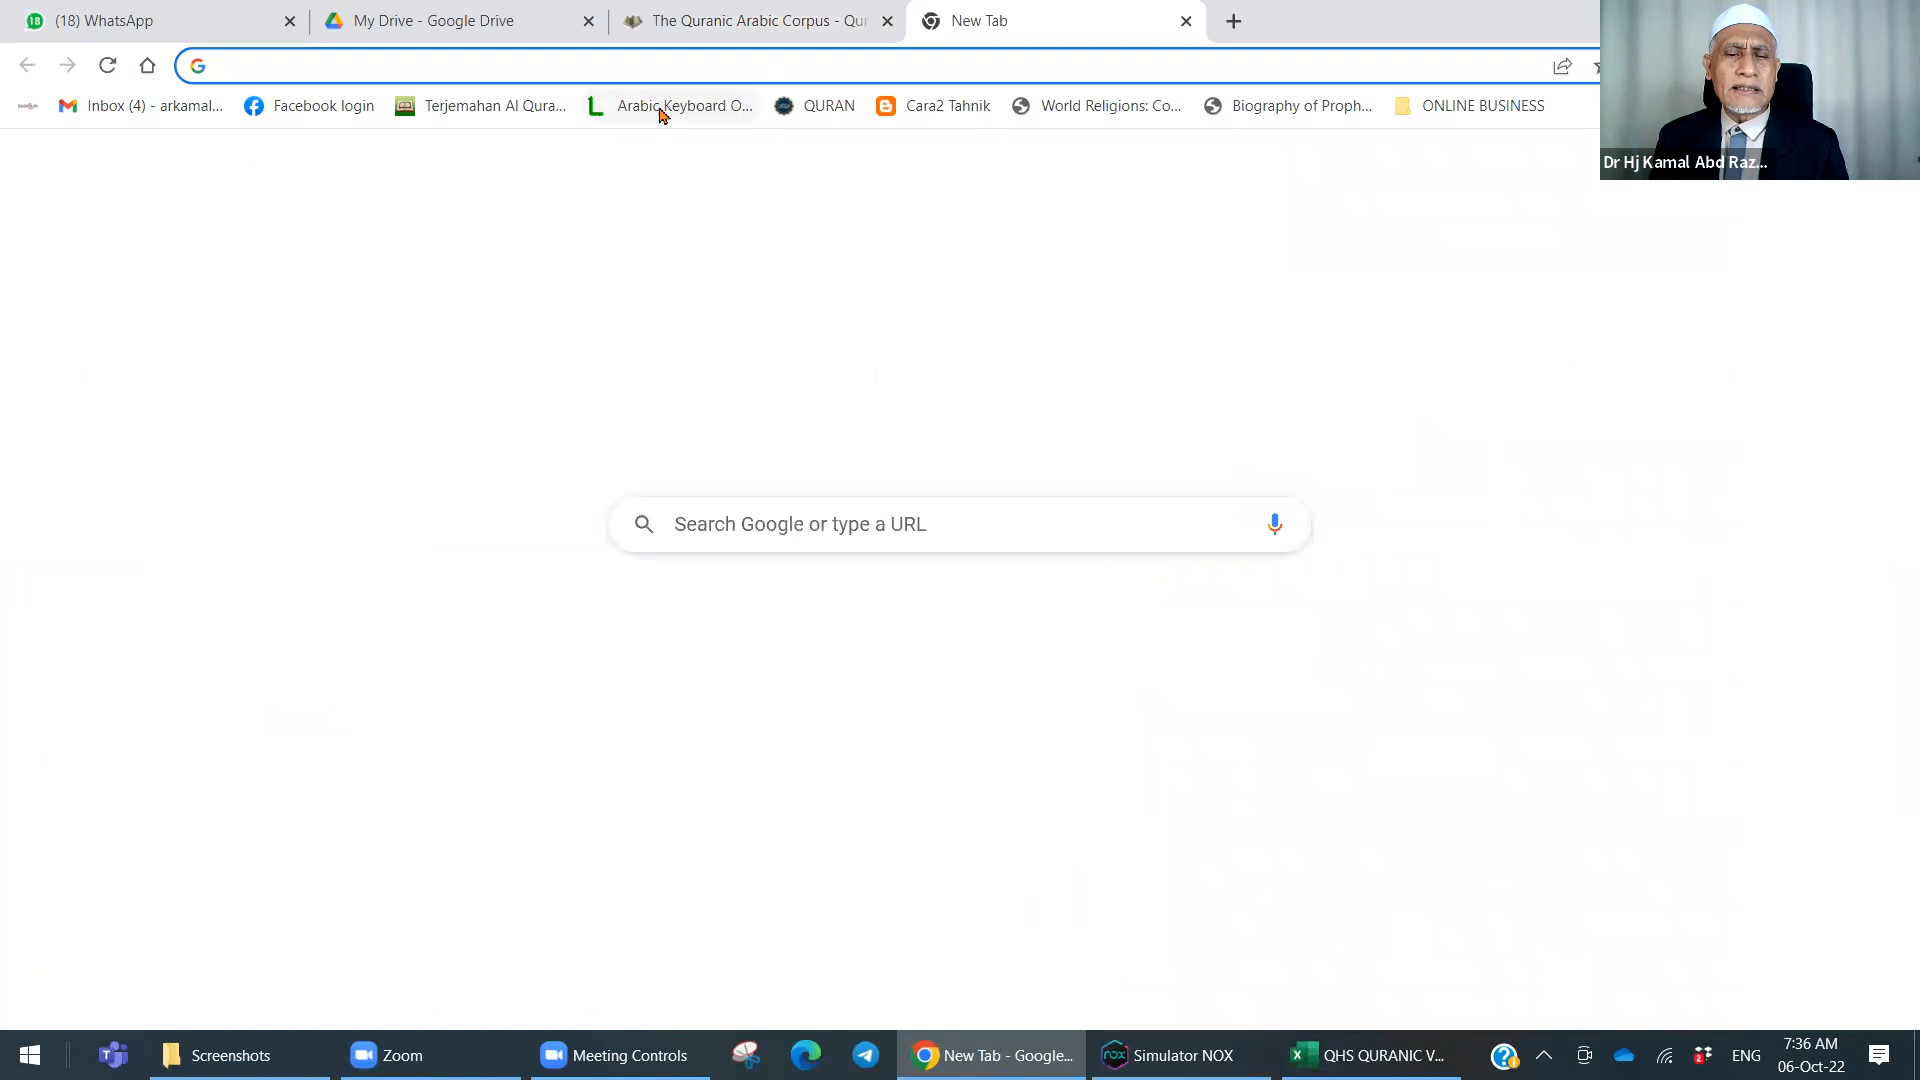 (18) WhatsApp
My Drive - Google Drive
The Quranic Arabic Corpus - Qur
New Tab
Inbox (4) - arkamal...
Facebook login
Terjemahan Al Qura...
Arabic Keyboard O...
QURAN
Cara2 Tahnik
World Religions: Co...
Biography of Proph...
ONLINE BUSINESS
Dr Hj Kamal Abd Raz...
Search Google or type a URL
Screenshots
Zoom
Meeting Controls
New Tab - Google...
Simulator NOX
QHS QURANIC V...
ENG
7:36 AM
06-Oct-22